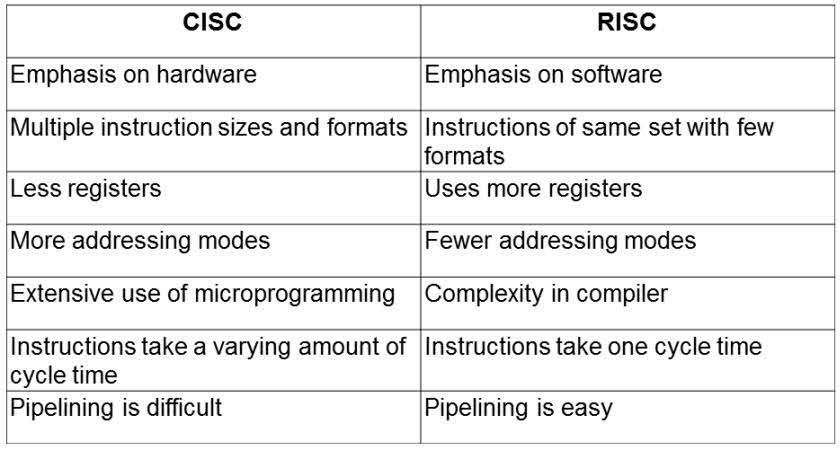 CISC
RISC
Emphasis on hardware
Emphasis on software
Multiple instruction sizes and formats
Instructions of same set with few
formats
Less registers
Uses more registers
More addressing modes
Fewer addressing modes
Extensive use of microprogramming
Complexity in compiler
Instructions take a varying amount of
cycle time
Instructions take one cycle time
Pipelining is difficult
Pipelining is easy